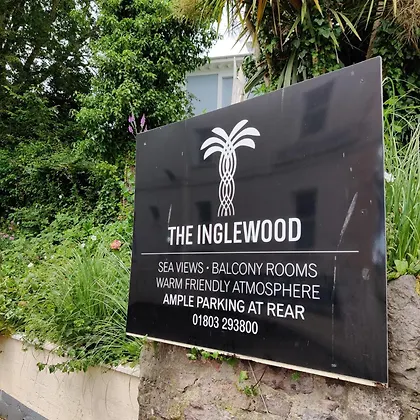 THE INGLEWOOD
SEA VIEWS • BALCONY ROOMS
WARM FRIENDLY ATMOSPHERE
AMPLE PARKING AT REAR
01803 293800